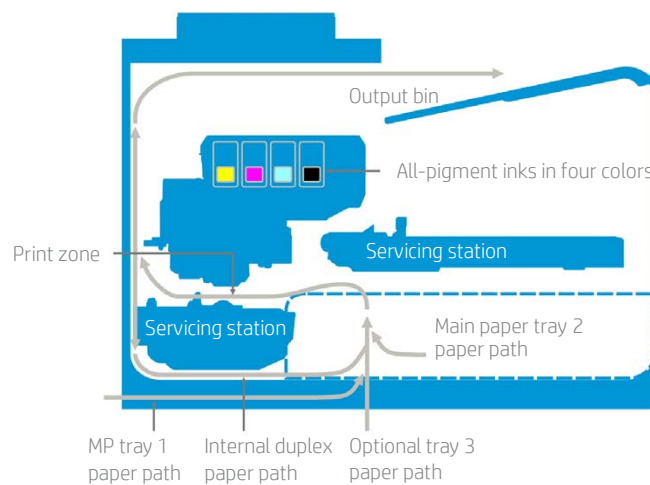 Output bin
All-pigment inks in four colors
Print zone
Servicing station
Servicing station
Main paper tray 2
paper path
MP tray 1
paper path
Internal duplex
paper path
Optional tray 3
paper path